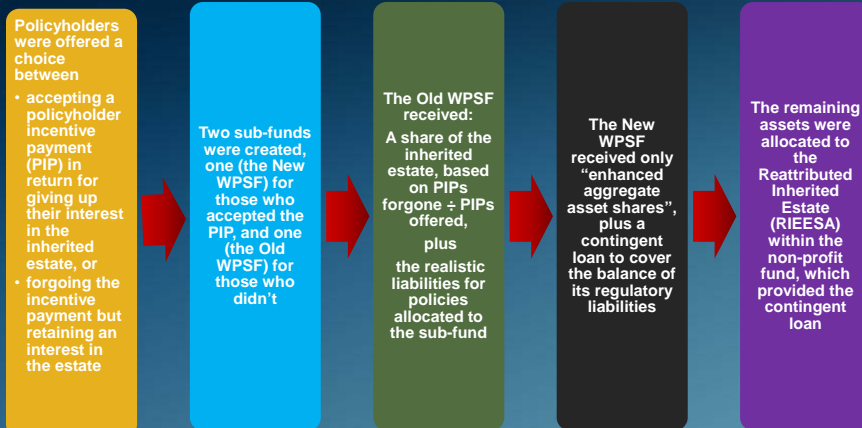 Policyholders
were offered a
choice
between
• accepting a
policyholder
incentive
payment
(PIP) in
return for
giving up
their interest
in the
inherited
estate, or
• forgoing the
incentive
payment but
retaining an
interest in
the estate
Two sub-funds
were created,
one (the New
WPSF) for
those who
accepted the
PIP, and one
(the Old
WPSF) for
those who
didn’t
The Old WPSF
received:
A share of the
inherited
estate, based
on PIPs
forgone ÷ PIPs
offered,
plus
the realistic
liabilities for
policies
allocated to
the sub-fund
The New
WPSF
received only
“enhanced
aggregate
asset shares”,
plus a
contingent
loan to cover
the balance of
its regulatory
liabilities
The remaining
assets were
allocated to
the
Reattributed
Inherited
Estate
(RIEESA)
within the
non-profit
fund, which
provided the
contingent
loan